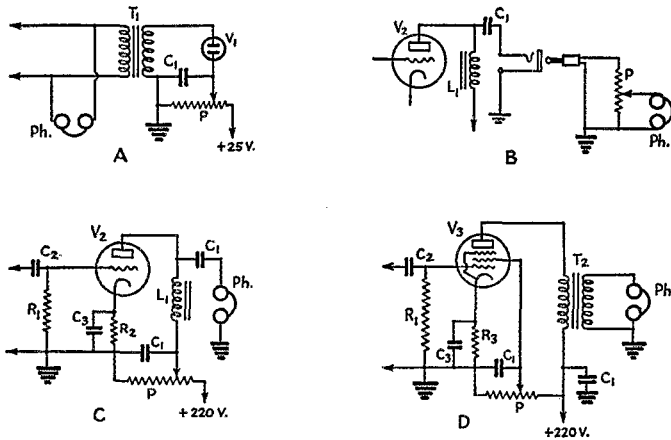 T1
V1
C1
P
+25 V.
Ph.
A
V2
C1
L1
P
Ph.
B
V2
C2
C1
L1
Ph.
R1
C3
R2
C1
P
+220 V.
C
V3
C2
T2
Ph.
R1
C3
R3
C1
C1
P
+220 V.
D